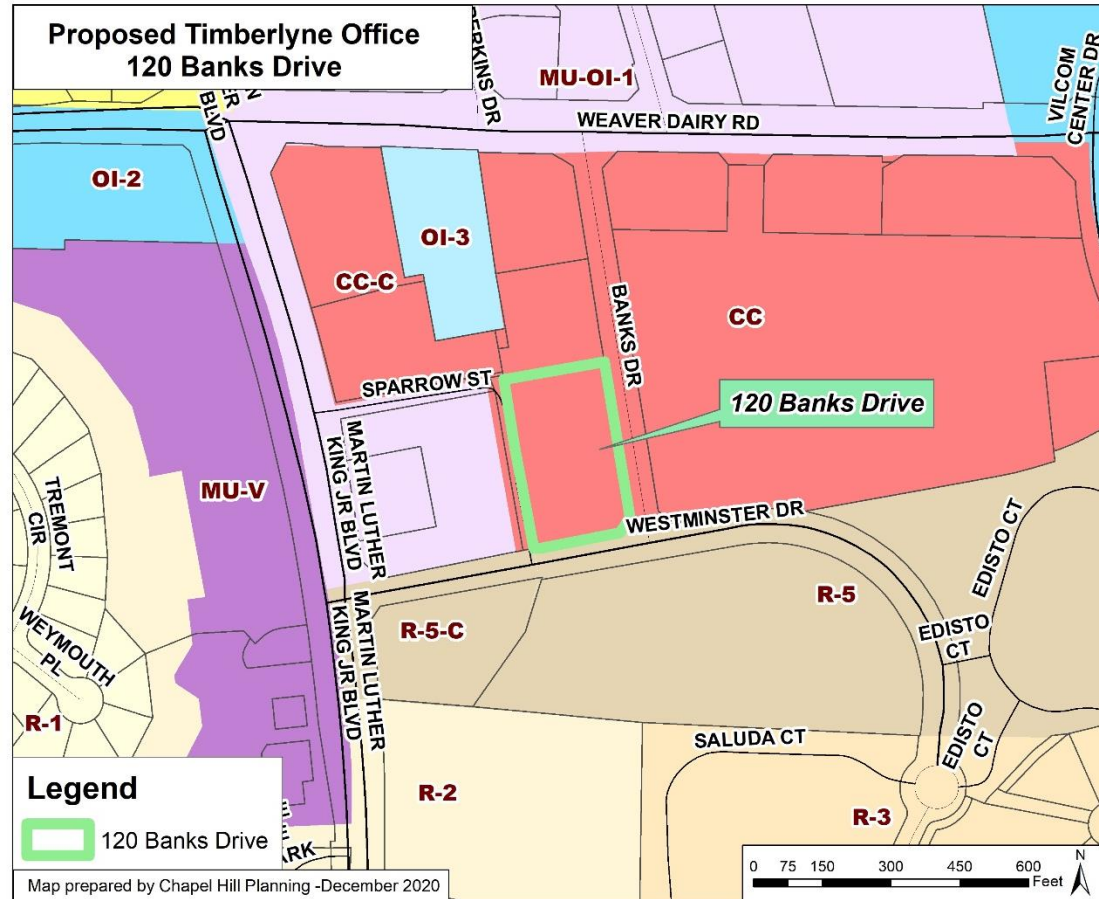 Proposed Timberlyne Office
120 Banks Drive
MU-OI-1
WEAVER DAIRY RD
VILCOM
CENTER DR
BLVD
OI-2
OI-3
CC-C
BANKS DR
CC
SPARROW ST
120 Banks Drive
MARTIN LUTHER
KING JR BLVD
MU-V
TREMONT
CIR
WESTMINSTER DR
EDISTO CT
R-5
EDISTO
CT
R-5-C
MARTIN LUTHER
KING JR BLVD
WEYMOUTH
PL
R-1
SALUDA CT
EDISTO
CT
R-2
R-3
Legend
120 Banks Drive
Map prepared by Chapel Hill Planning -December 2020
0 75 150 300 450 600
Feet
N